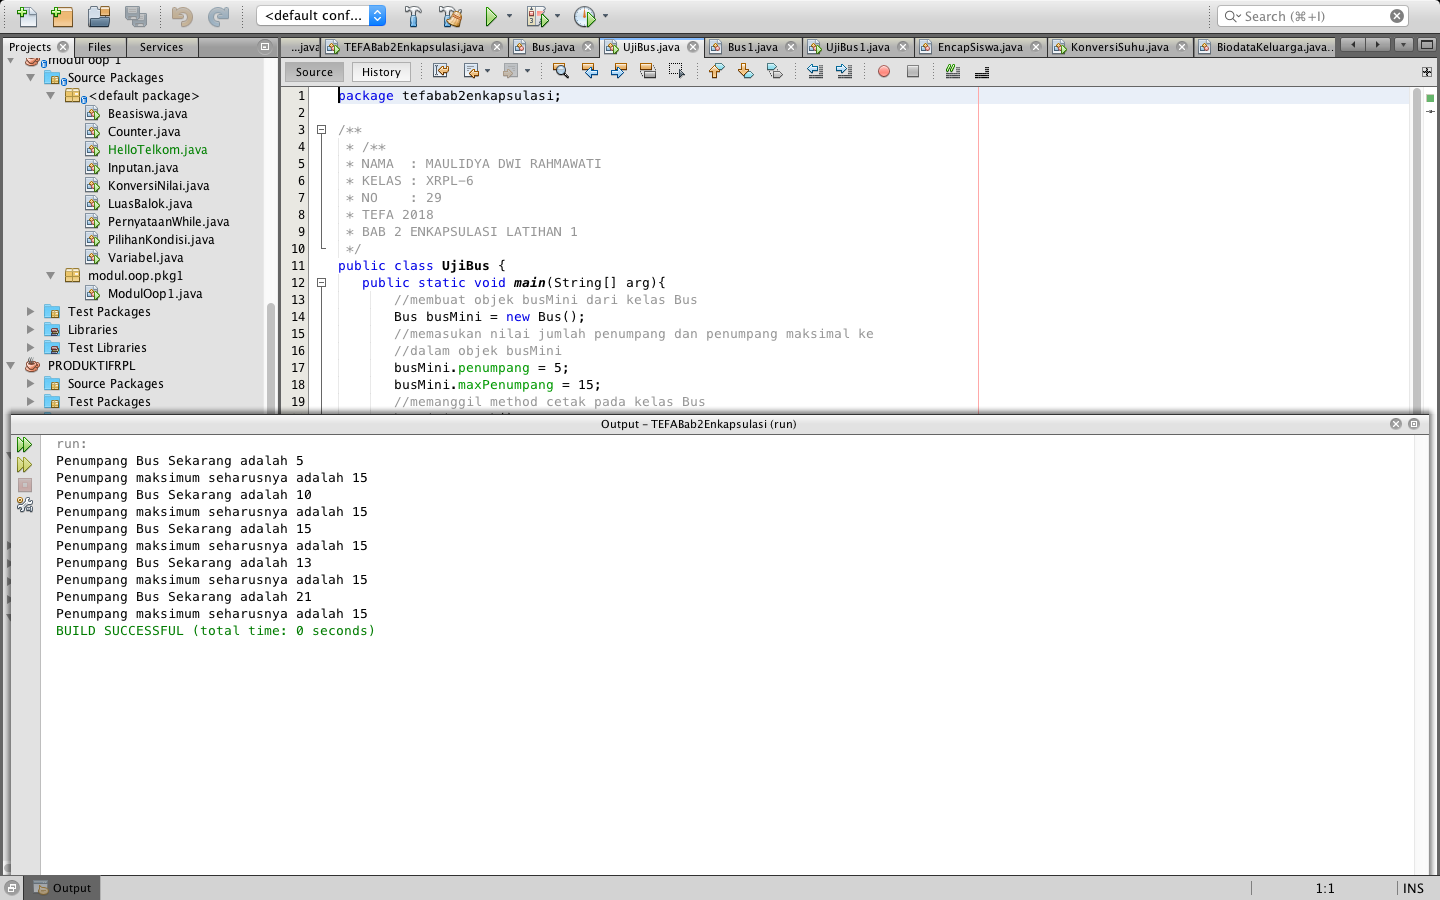 <default conf...
Search (⌘+I)
Projects
Files
Services
...java
TEFABab2Enkapsulasi.java
Bus.java
UjiBus.java
Bus1.java
UjiBus1.java
EncapSiswa.java
KonversiSuhu.java
BiodataKeluarga.java..
Source
History
modul oop 1
Source Packages
<default package>
Beasiswa.java
Counter.java
HelloTelkom.java
Inputan.java
KonversiNilai.java
LuasBalok.java
PernyataanWhile.java
PilihanKondisi.java
Variabel.java
modul.oop.pkg1
ModulOop1.java
Test Packages
Libraries
Test Libraries
PRODUKTIFRPL
Source Packages
Test Packages
1 package tefabab2enkapsulasi;
2
3 /**
4 * /**
5 * NAMA  : MAULIDYA DWI RAHMAWATI
6 * KELAS : XRPL-6
7 * NO    : 29
8 * TEFA 2018
9 * BAB 2 ENKAPSULASI LATIHAN 1
10 */
11 public class UjiBus {
12 public static void main(String[] arg){
13 //membuat objek busMini dari kelas Bus
14 Bus busMini = new Bus();
15 //memasukan nilai jumlah penumpang dan penumpang maksimal ke
16 //dalam objek busMini
17 busMini.penumpang = 5;
18 busMini.maxPenumpang = 15;
19 //memanggil method cetak pada kelas Bus
Output – TEFABab2Enkapsulasi (run)
run:
Penumpang Bus Sekarang adalah 5
Penumpang maksimum seharusnya adalah 15
Penumpang Bus Sekarang adalah 10
Penumpang maksimum seharusnya adalah 15
Penumpang Bus Sekarang adalah 15
Penumpang maksimum seharusnya adalah 15
Penumpang Bus Sekarang adalah 13
Penumpang maksimum seharusnya adalah 15
Penumpang Bus Sekarang adalah 21
Penumpang maksimum seharusnya adalah 15
BUILD SUCCESSFUL (total time: 0 seconds)
Output
1:1
INS